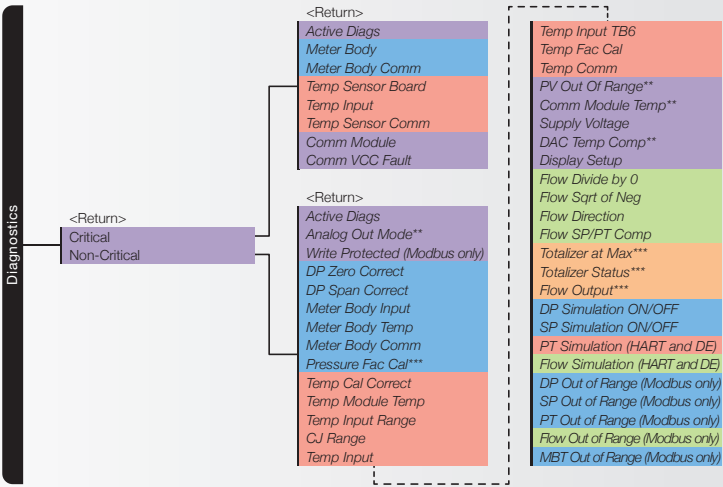 Diagnostics
<Return>
Critical
Non-Critical
<Return>
Active Diags
Meter Body
Meter Body Comm
Temp Sensor Board
Temp Input
Temp Sensor Comm
Comm Module
Comm VCC Fault
<Return>
Active Diags
Analog Out Mode**
Write Protected (Modbus only)
DP Zero Correct
DP Span Correct
Meter Body Input
Meter Body Temp
Meter Body Comm
Pressure Fac Cal***
Temp Cal Correct
Temp Module Temp
Temp Input Range
CJ Range
Temp Input
Temp Input TB6
Temp Fac Cal
Temp Comm
PV Out Of Range**
Comm Module Temp**
Supply Voltage
DAC Temp Comp**
Display Setup
Flow Divide by 0
Flow Sqrt of Neg
Flow Direction
Flow SP/PT Comp
Totalizer at Max***
Totalizer Status***
Flow Output***
DP Simulation ON/OFF
SP Simulation ON/OFF
PT Simulation (HART and DE)
Flow Simulation (HART and DE)
DP Out of Range (Modbus only)
SP Out of Range (Modbus only)
PT Out of Range (Modbus only)
Flow Out of Range (Modbus only)
MBT Out of Range (Modbus only)